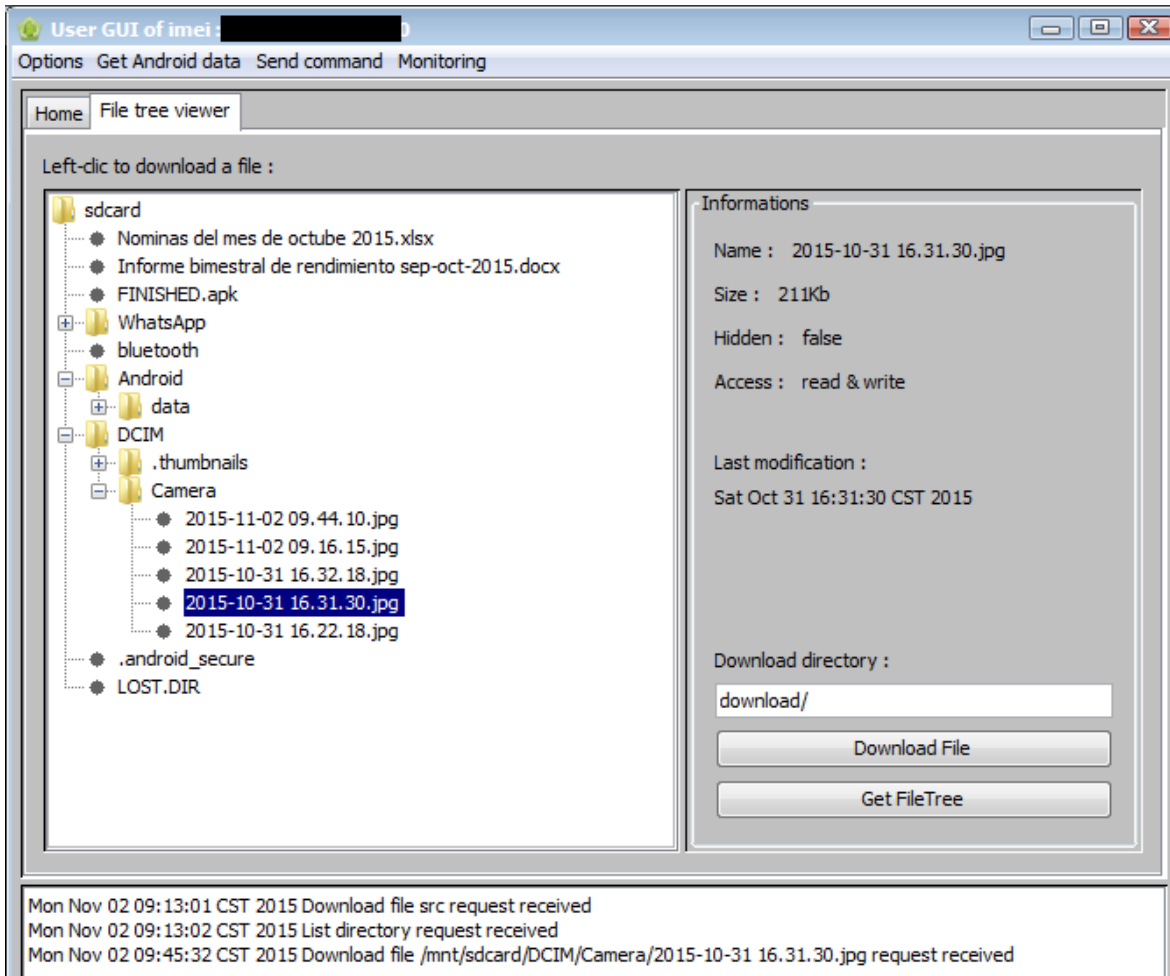 User GUI of imei : 0
Options Get Android data Send command Monitoring
Home File tree viewer
Left-clic to download a file :
sdcard
Nominas del mes de octube 2015.xlsx
Informe bimestral de rendimiento sep-oct-2015.docx
FINISHED.apk
WhatsApp
bluetooth
Android
data
DCIM
.thumbnails
Camera
2015-11-02 09.44.10.jpg
2015-11-02 09.16.15.jpg
2015-10-31 16.32.18.jpg
2015-10-31 16.31.30.jpg
2015-10-31 16.22.18.jpg
.android_secure
LOST.DIR
Informations
Name : 2015-10-31 16.31.30.jpg
Size : 211Kb
Hidden : false
Access : read & write
Last modification :
Sat Oct 31 16:31:30 CST 2015
Download directory :
download/
Download File
Get FileTree
Mon Nov 02 09:13:01 CST 2015 Download file src request received
Mon Nov 02 09:13:02 CST 2015 List directory request received
Mon Nov 02 09:45:32 CST 2015 Download file /mnt/sdcard/DCIM/Camera/2015-10-31 16.31.30.jpg request received